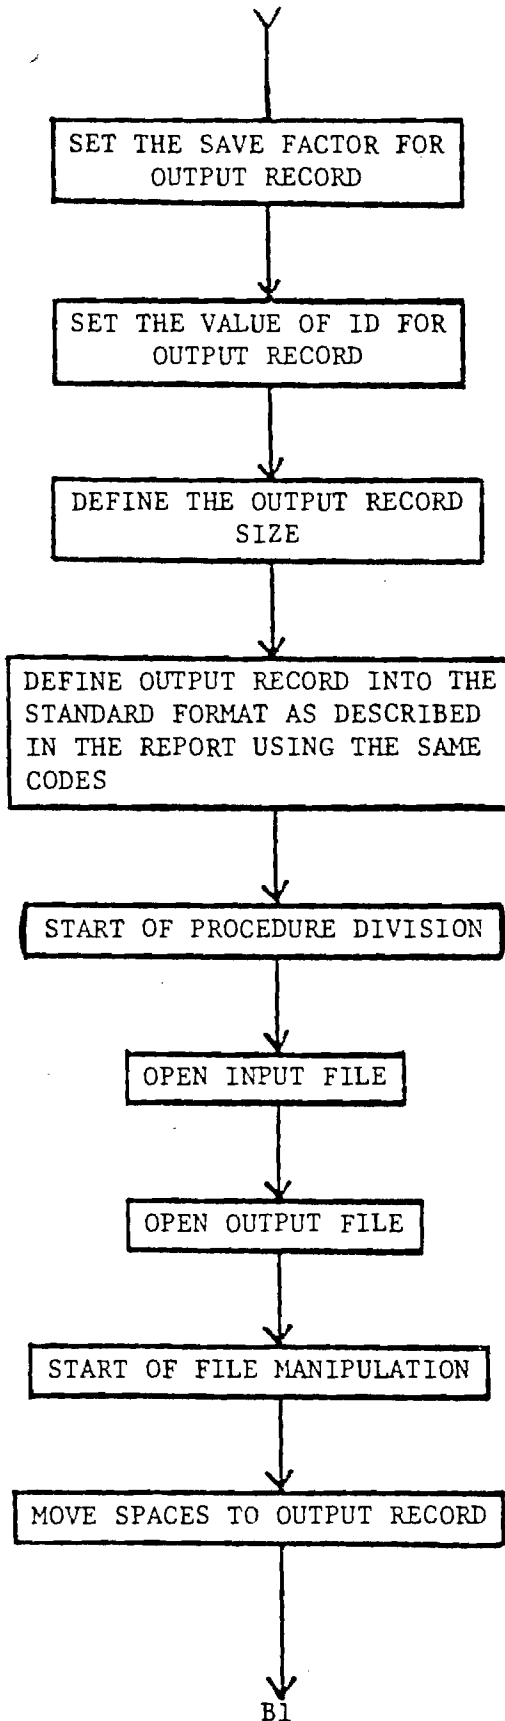 SET THE SAVE FACTOR FOR
OUTPUT RECORD
SET THE VALUE OF ID FOR
OUTPUT RECORD
DEFINE THE OUTPUT RECORD
SIZE
DEFINE OUTPUT RECORD INTO THE
STANDARD FORMAT AS DESCRIBED
IN THE REPORT USING THE SAME
CODES
START OF PROCEDURE DIVISION
OPEN INPUT FILE
OPEN OUTPUT FILE
START OF FILE MANIPULATION
MOVE SPACES TO OUTPUT RECORD
B1